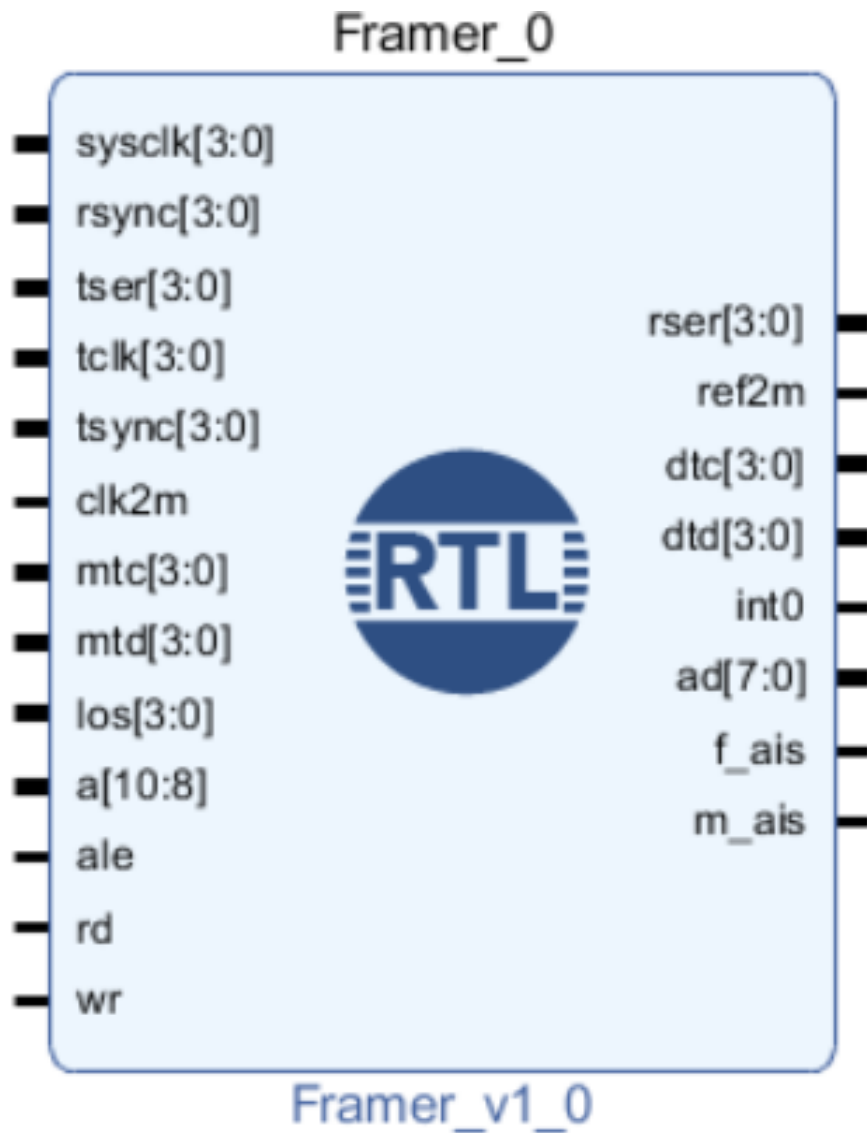 Framer_0
sysclk[3:0]
rsync[3:0]
tser[3:0]
tclk[3:0]
tsync[3:0]
clk2m
mtc[3:0]
mtd[3:0]
los[3:0]
a[10:8]
ale
rd
wr
RTL
rser[3:0]
ref2m
dtc[3:0]
dtd[3:0]
int0
ad[7:0]
f_ais
m_ais
Framer_v1_0